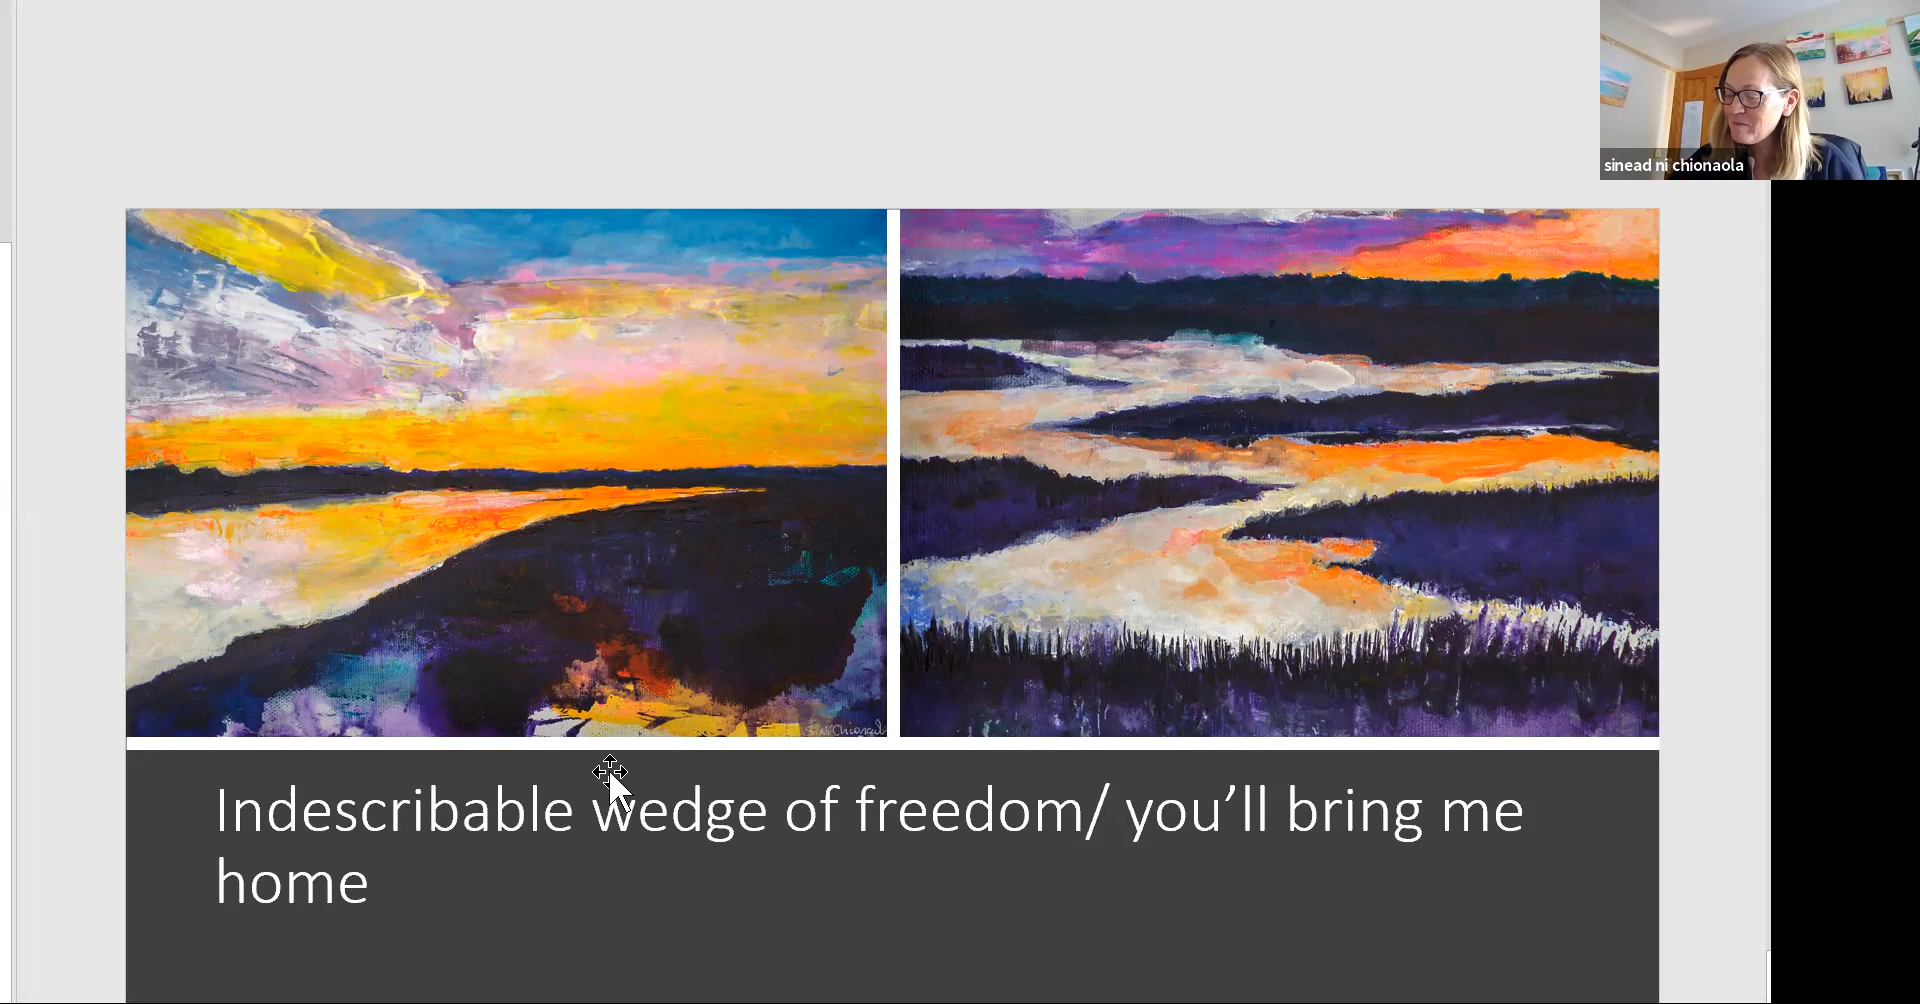 sinead ni chionaola
Indescribable wedge of freedom/ you’ll bring me
home